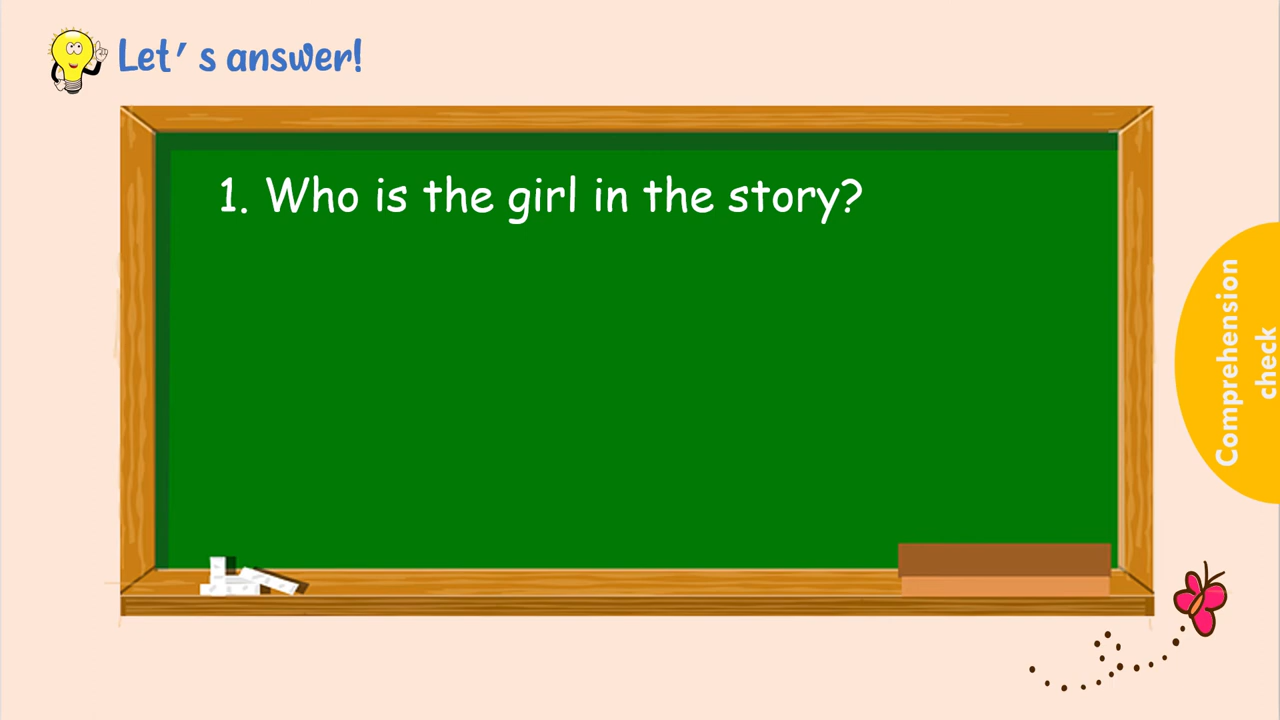 Let's answer!
1. Who is the girl in the story?
Comprehension
check